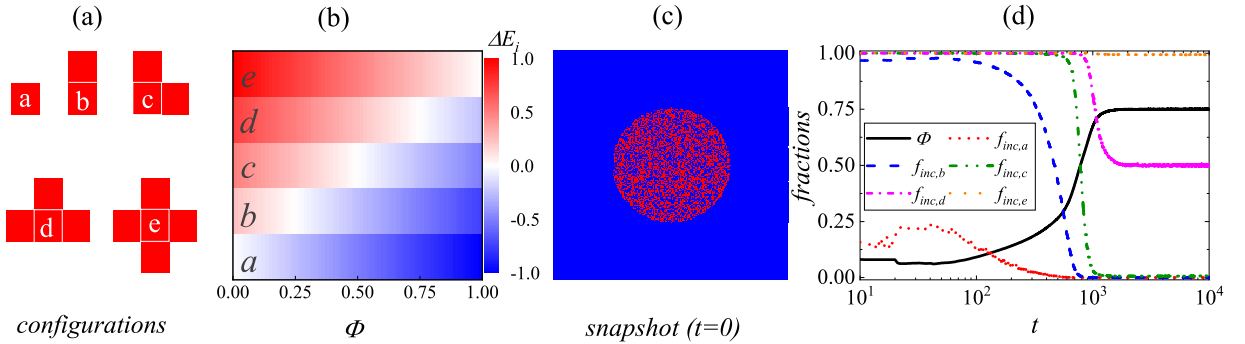 (a)
a
b
c
d
e
configurations
(b)
ΔE_i
e
d
c
b
a
1.0
0.5
0.0
-0.5
-1.0
0.00 0.25 0.50 0.75 1.00
Φ
(c)
snapshot (t=0)
(d)
fractions
1.00
0.75
0.50
0.25
0.00
Φ f_inc,a
f_inc,b f_inc,c
f_inc,d f_inc,e
10^1 10^2 10^3 10^4
t